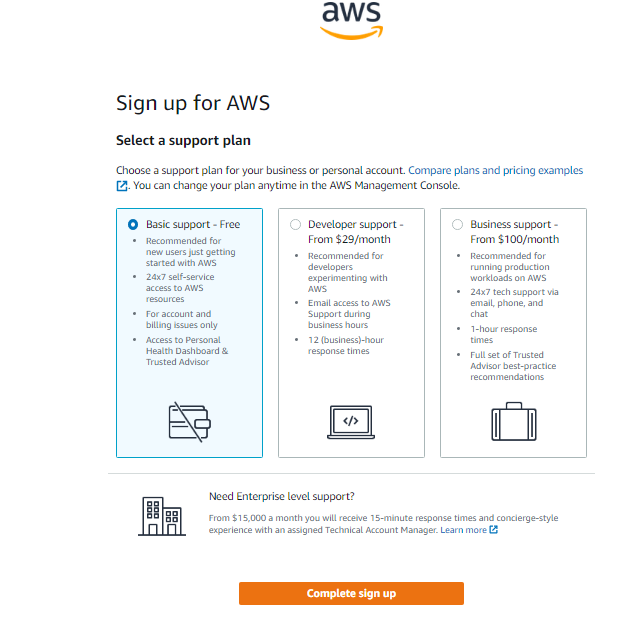 aws
Sign up for AWS
Select a support plan
Choose a support plan for your business or personal account. Compare plans and pricing examples
. You can change your plan anytime in the AWS Management Console.
Basic support - Free
• Recommended for
new users just getting
started with AWS
• 24x7 self-service
access to AWS
resources
• For account and
billing issues only
• Access to Personal
Health Dashboard &
Trusted Advisor
Developer support -
From $29/month
• Recommended for
developers
experimenting with
AWS
• Email access to AWS
Support during
business hours
• 12 (business)-hour
response times
</>
Business support -
From $100/month
• Recommended for
running production
workloads on AWS
• 24x7 tech support via
email, phone, and
chat
• 1-hour response
times
• Full set of Trusted
Advisor best-practice
recommendations
Need Enterprise level support?
From $15,000 a month you will receive 15-minute response times and concierge-style
experience with an assigned Technical Account Manager. Learn more
Complete sign up